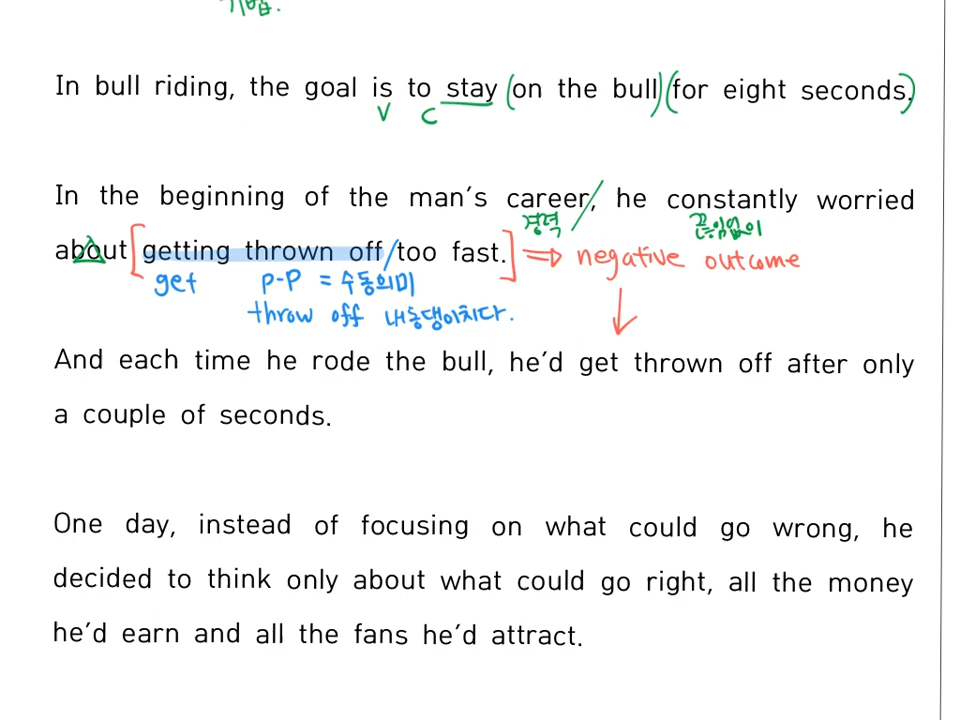 기법.
In bull riding, the goal is to stay (on the bull) (for eight seconds.)
V C
In the beginning of the man's career, he constantly worried
경력 끊임없이
about [getting thrown off/too fast.] ⇒ negative outcome
get p-p = 수동의미
throw off 내동댕이치다.
And each time he rode the bull, he'd get thrown off after only
a couple of seconds.
One day, instead of focusing on what could go wrong, he
decided to think only about what could go right, all the money
he'd earn and all the fans he'd attract.